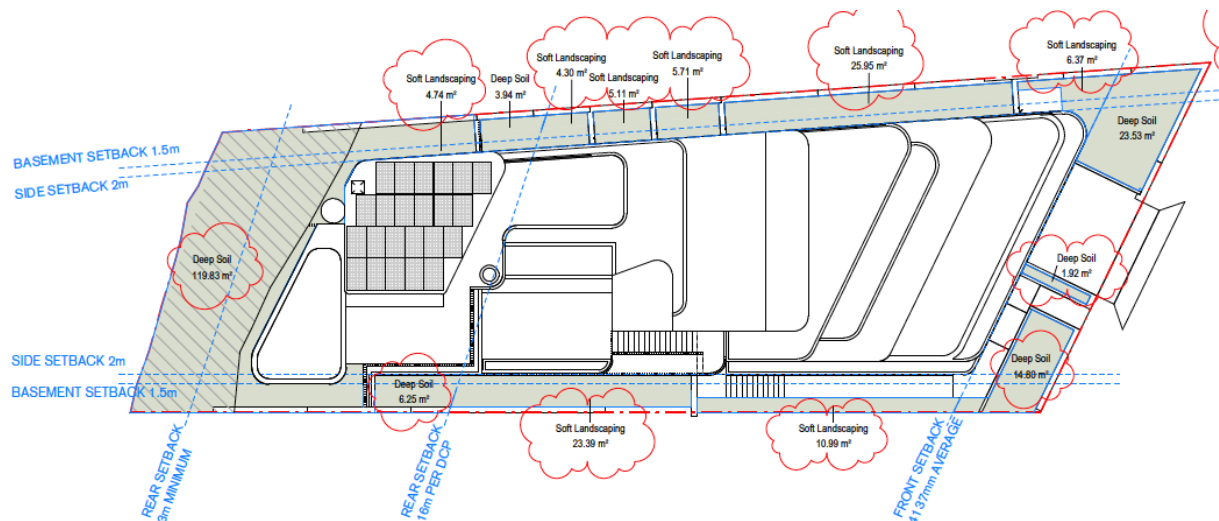 Soft Landscaping
4.74 m²
Deep Soil
3.94 m²
Soft Landscaping
4.30 m²
Soft Landscaping
5.11 m²
Soft Landscaping
5.71 m²
Soft Landscaping
25.95 m²
Soft Landscaping
6.37 m²
Deep Soil
23.53 m²
BASEMENT SETBACK 1.5m
SIDE SETBACK 2m
Deep Soil
119.83 m²
Deep Soil
1.92 m²
SIDE SETBACK 2m
BASEMENT SETBACK 1.5m
Deep Soil
6.25 m²
Deep Soil
14.80 m²
Soft Landscaping
23.39 m²
Soft Landscaping
10.99 m²
REAR SETBACK
3m MINIMUM
REAR SETBACK
16m PER DCP
FRONT SETBACK
4137mm AVERAGE